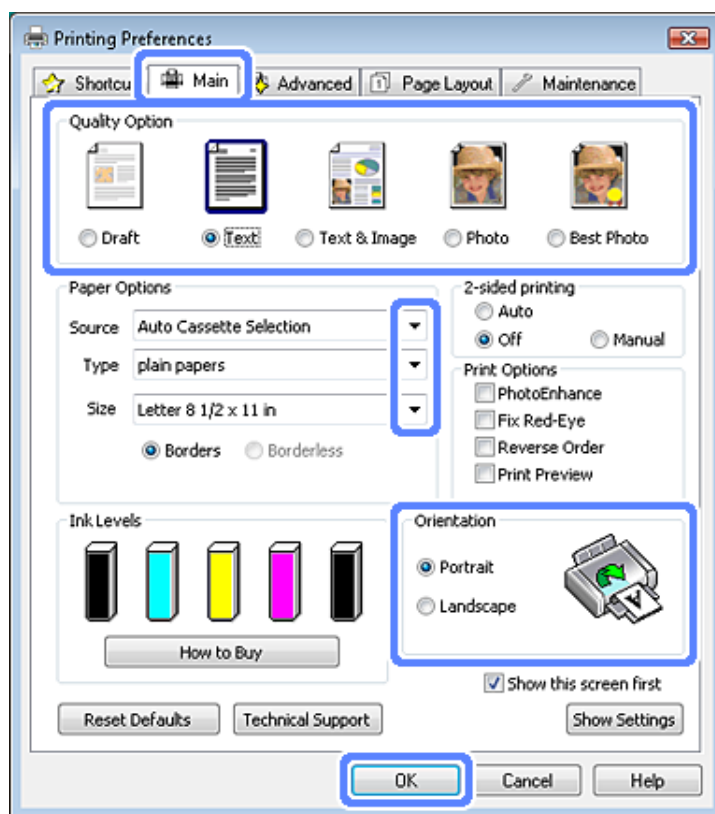 Printing Preferences
Shortcu Main Advanced 1 Page Layout Maintenance
Quality Option
Draft Text Text & Image Photo Best Photo
Paper Options
Source Auto Cassette Selection
Type plain papers
Size Letter 8 1/2 x 11 in
Borders Borderless
2-sided printing
Auto
Off Manual
Print Options
PhotoEnhance
Fix Red-Eye
Reverse Order
Print Preview
Ink Levels
How to Buy
Orientation
Portrait
Landscape
A
Show this screen first
Reset Defaults Technical Support Show Settings
OK Cancel Help